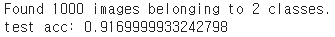 Found 1000 images belonging to 2 classes.
test acc: 0.9169999933242798